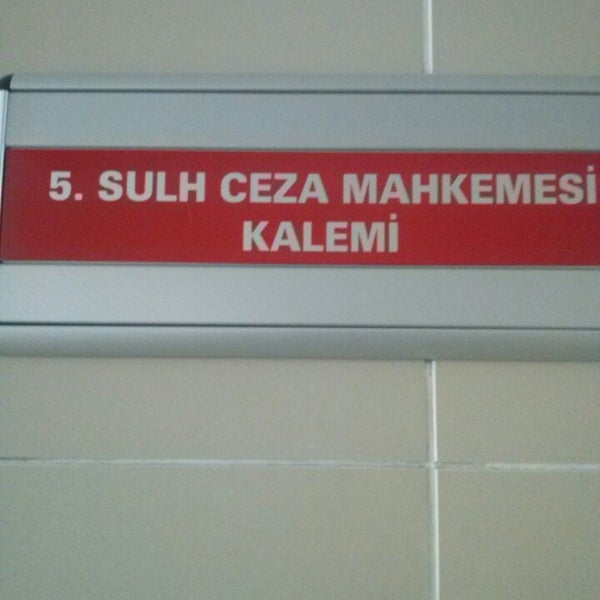 5. SULH CEZA MAHKEMESİ
KALEMİ